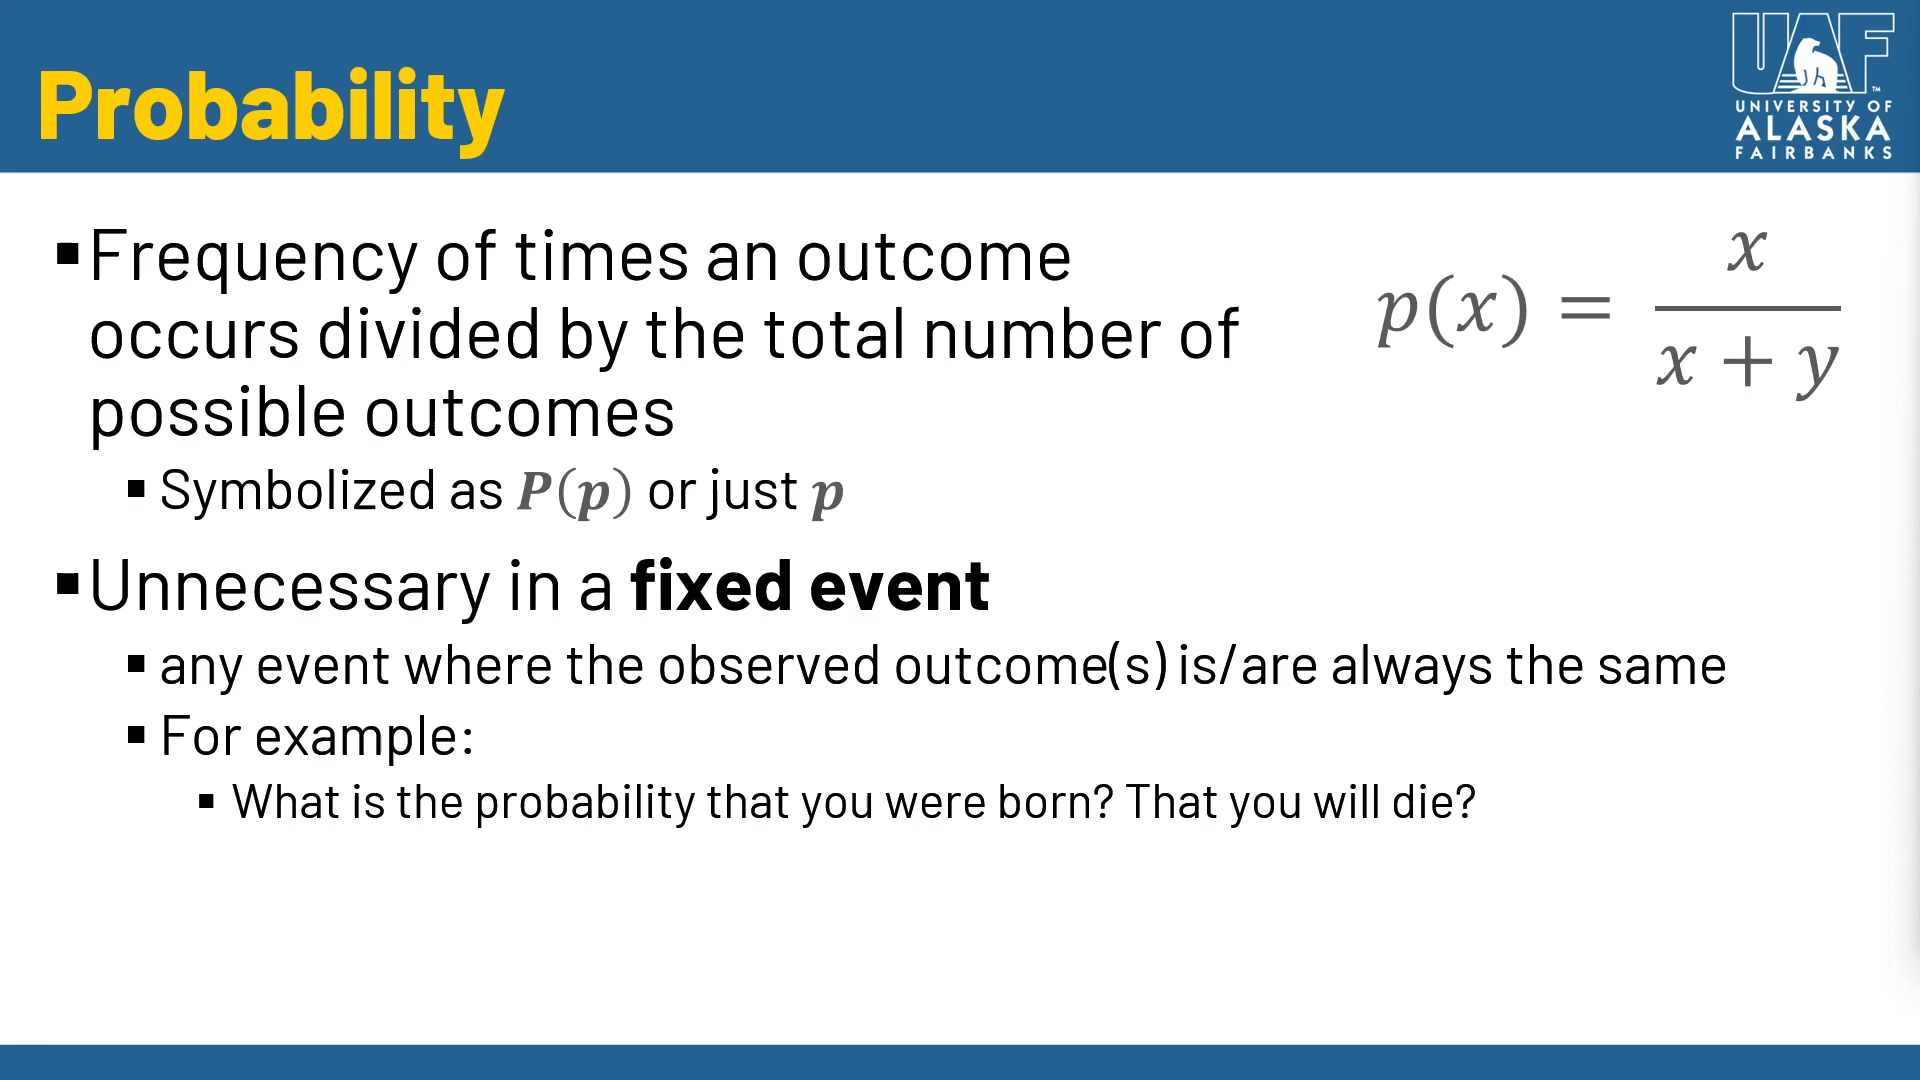 Probability
UAF
™
UNIVERSITY OF
ALASKA
FAIRBANKS
▪Frequency of times an outcome
occurs divided by the total number of
possible outcomes
p(x) = x / (x + y)
▪ Symbolized as P(p) or just p
▪Unnecessary in a fixed event
▪ any event where the observed outcome(s) is/are always the same
▪ For example:
▪ What is the probability that you were born? That you will die?